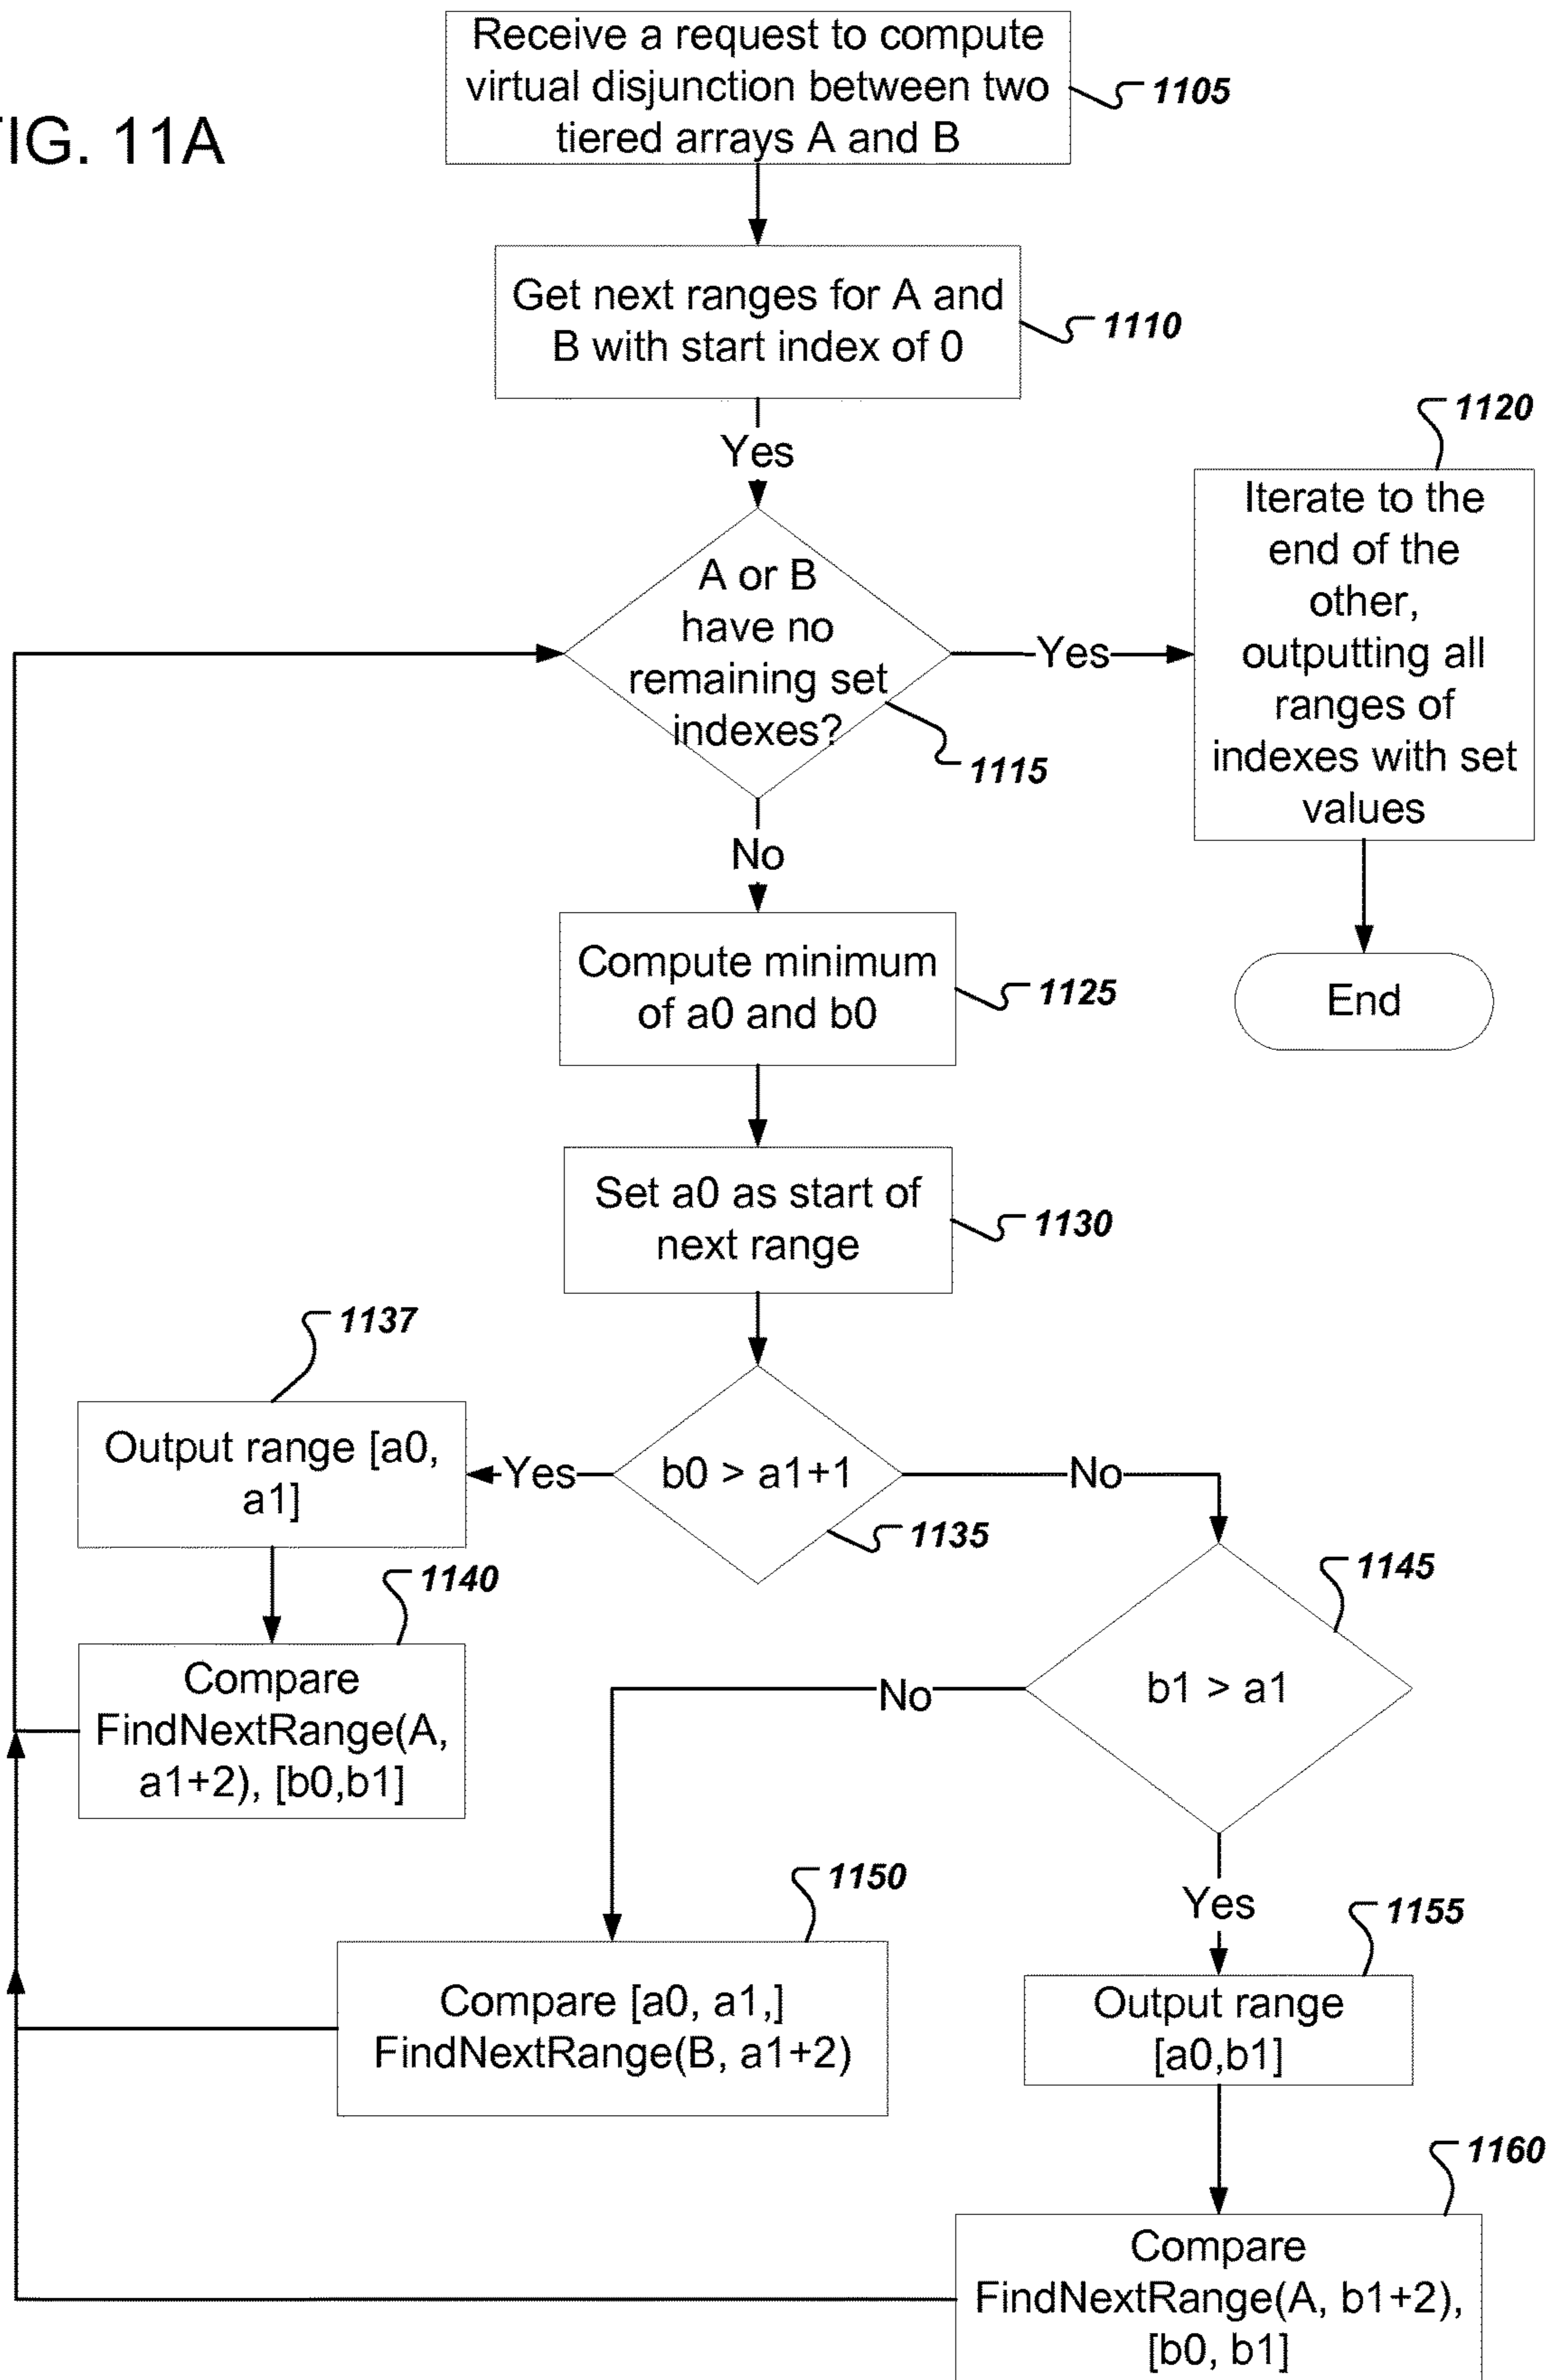 FIG. 11A
Receive a request to compute
virtual disjunction between two
tiered arrays A and B
1105
Get next ranges for A and
B with start index of 0
1110
Yes
A or B
have no
remaining set
indexes?
1115
Yes
1120
Iterate to the
end of the
other,
outputting all
ranges of
indexes with set
values
End
No
Compute minimum
of a0 and b0
1125
Set a0 as start of
next range
1130
b0 > a1+1
1135
Yes
1137
Output range [a0,
a1]
1140
Compare
FindNextRange(A,
a1+2), [b0,b1]
No
1145
b1 > a1
No
1150
Compare [a0, a1,]
FindNextRange(B, a1+2)
Yes
1155
Output range
[a0,b1]
1160
Compare
FindNextRange(A, b1+2),
[b0, b1]